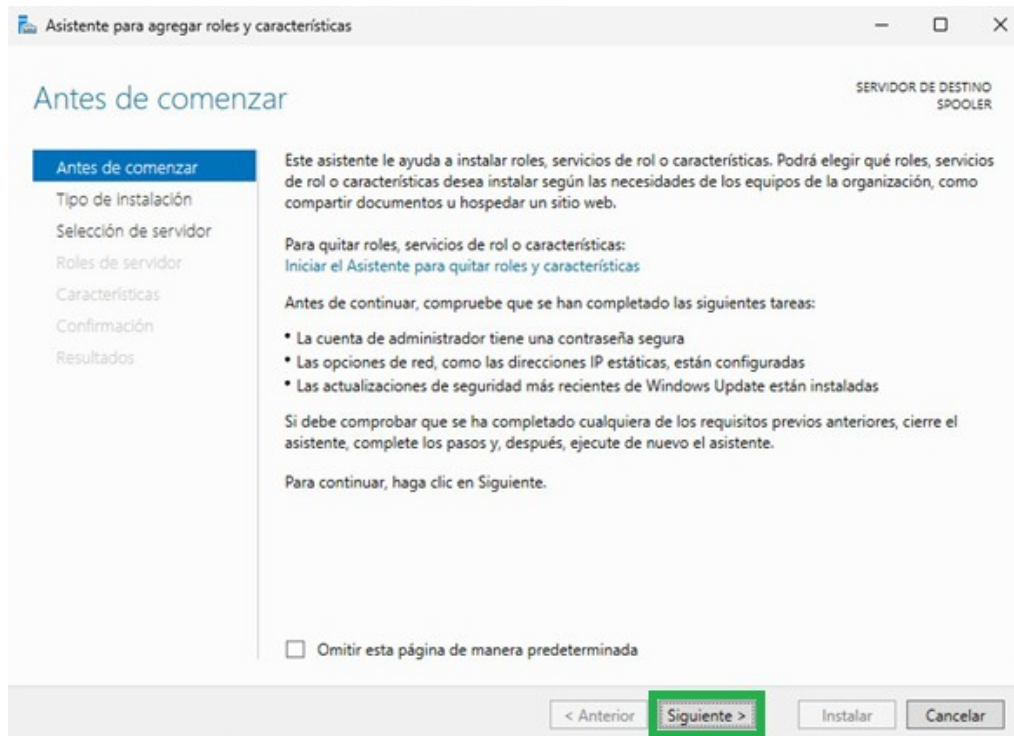 Asistente para agregar roles y características
Antes de comenzar
SERVIDOR DE DESTINO
SPOOLER
Antes de comenzar
Tipo de instalación
Selección de servidor
Roles de servidor
Características
Confirmación
Resultados
Este asistente le ayuda a instalar roles, servicios de rol o características. Podrá elegir qué roles, servicios
de rol o características desea instalar según las necesidades de los equipos de la organización, como
compartir documentos u hospedar un sitio web.
Para quitar roles, servicios de rol o características:
Iniciar el Asistente para quitar roles y características
Antes de continuar, compruebe que se han completado las siguientes tareas:
• La cuenta de administrador tiene una contraseña segura
• Las opciones de red, como las direcciones IP estáticas, están configuradas
• Las actualizaciones de seguridad más recientes de Windows Update están instaladas
Si debe comprobar que se ha completado cualquiera de los requisitos previos anteriores, cierre el
asistente, complete los pasos y, después, ejecute de nuevo el asistente.
Para continuar, haga clic en Siguiente.
Omitir esta página de manera predeterminada
< Anterior
Siguiente >
Instalar
Cancelar